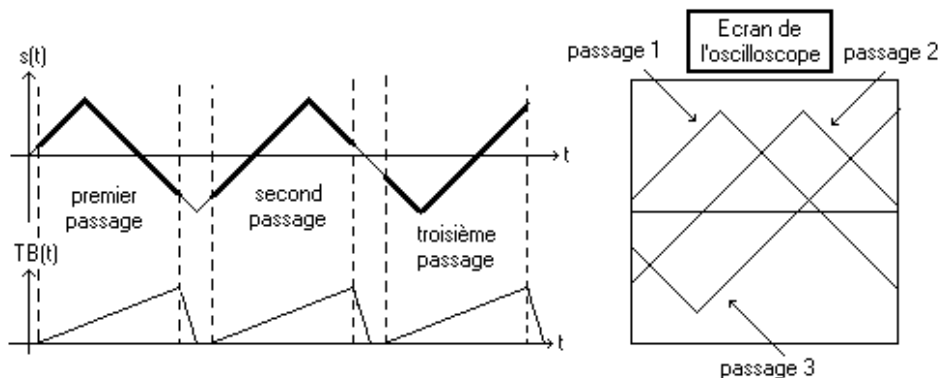 s(t)
t
premier
passage
second
passage
troisième
passage
TB(t)
t
Ecran de
l'oscilloscope
passage 1
passage 2
passage 3